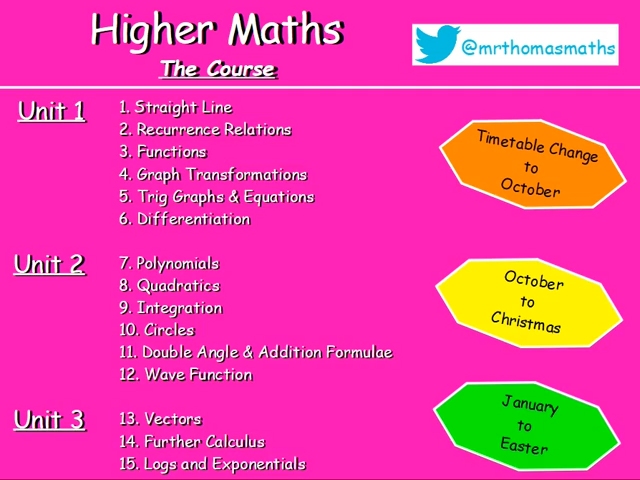 Higher Maths
The Course
@mrthomasmaths
Unit 1
1. Straight Line
2. Recurrence Relations
3. Functions
4. Graph Transformations
5. Trig Graphs & Equations
6. Differentiation
Timetable Change
to
October
Unit 2
7. Polynomials
8. Quadratics
9. Integration
10. Circles
11. Double Angle & Addition Formulae
12. Wave Function
October
to
Christmas
Unit 3
13. Vectors
14. Further Calculus
15. Logs and Exponentials
January
to
Easter